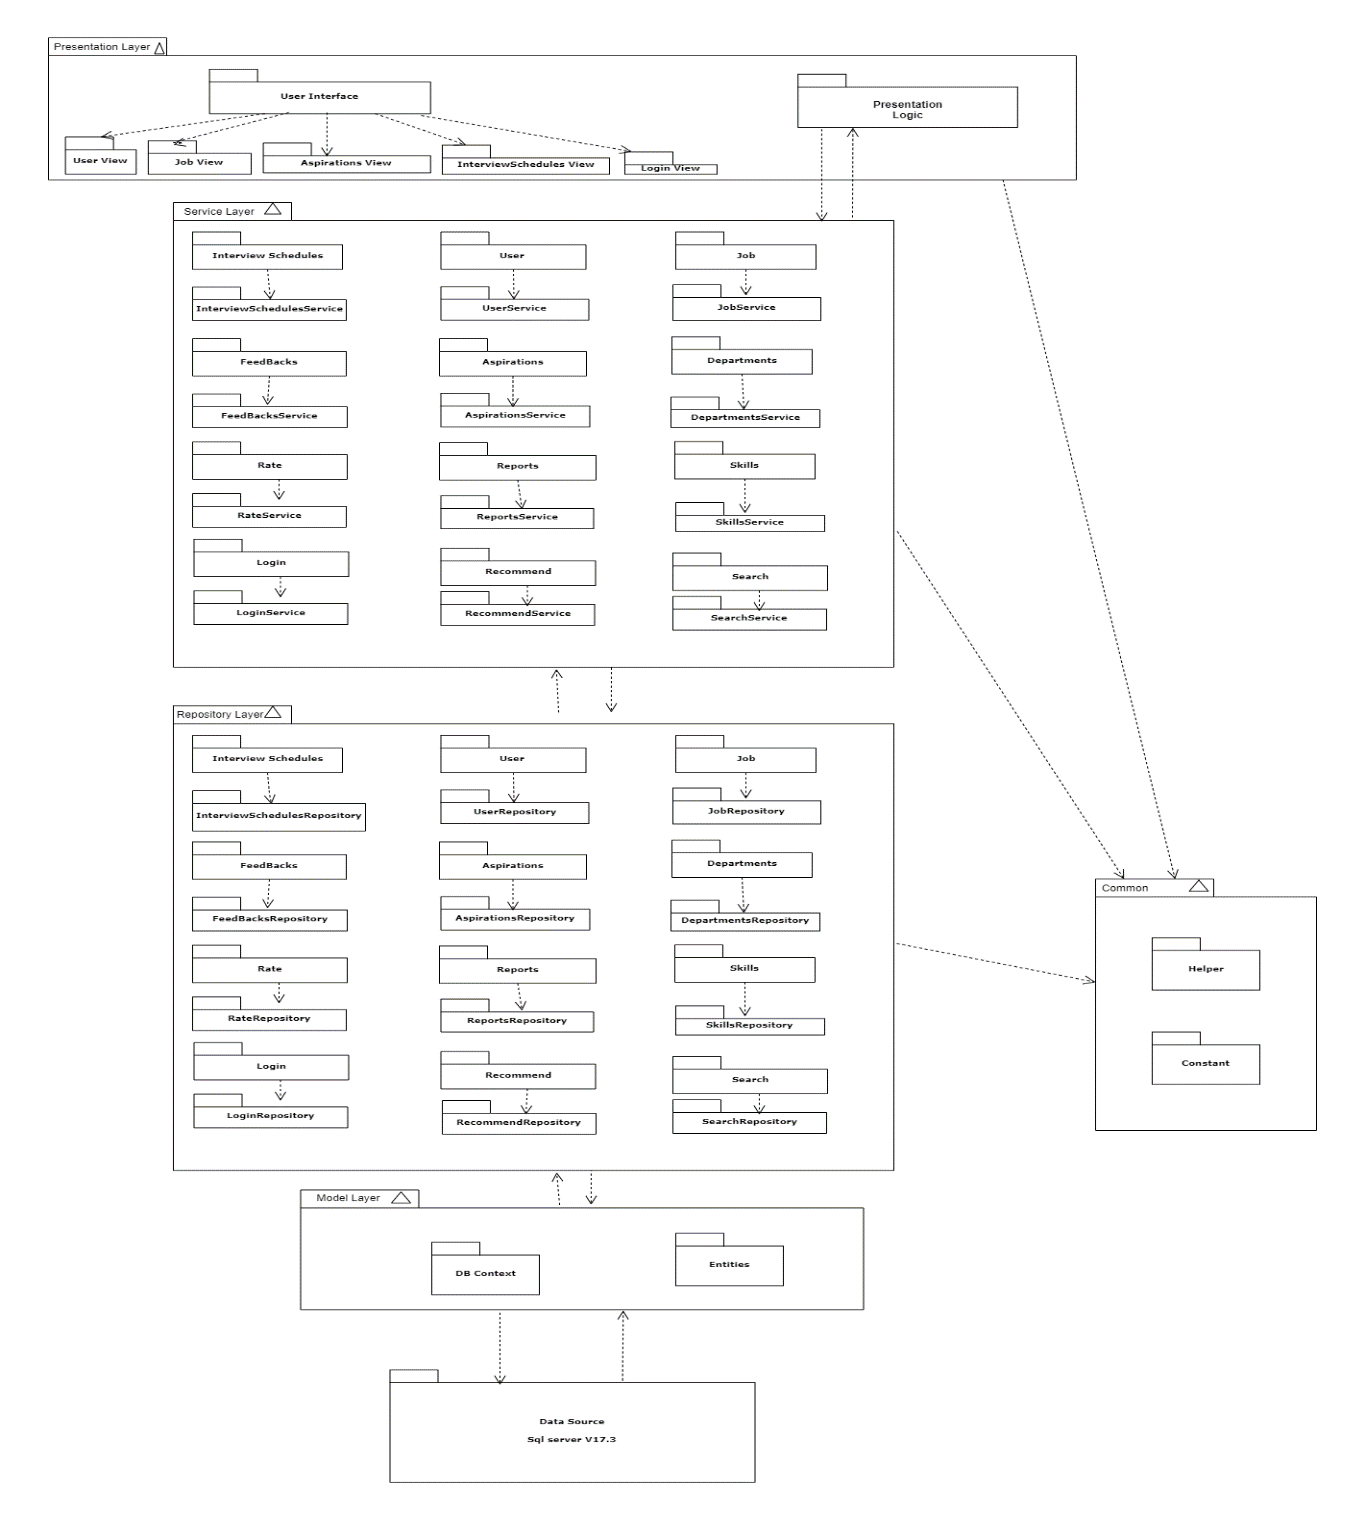 Presentation Layer
User Interface
Presentation
Logic
User View
Job View
Aspirations View
InterviewSchedules View
Login View
Service Layer
Interview Schedules
User
Job
InterviewSchedulesService
UserService
JobService
FeedBacks
Aspirations
Departments
FeedBacksService
AspirationsService
DepartmentsService
Rate
Reports
Skills
RateService
ReportsService
SkillsService
Login
Recommend
Search
LoginService
RecommendService
SearchService
Repository Layer
Interview Schedules
User
Job
InterviewSchedulesRepository
UserRepository
JobRepository
FeedBacks
Aspirations
Departments
FeedBacksRepository
AspirationsRepository
DepartmentsRepository
Rate
Reports
Skills
RateRepository
ReportsRepository
SkillsRepository
Login
Recommend
Search
LoginRepository
RecommendRepository
SearchRepository
Common
Helper
Constant
Model Layer
DB Context
Entities
Data Source
Sql server V17.3